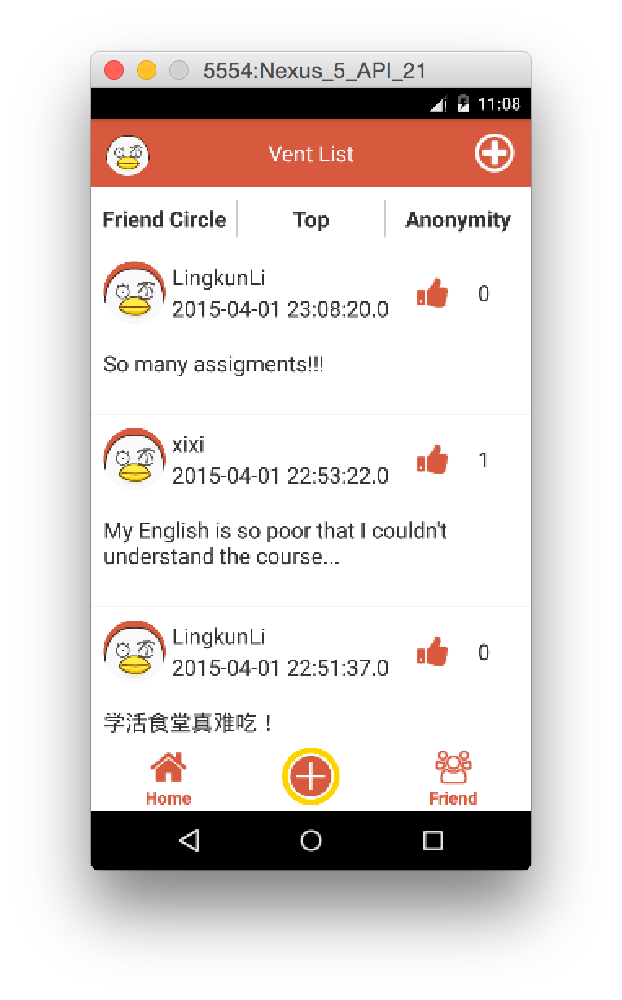 5554:Nexus_5_API_21
11:08
Vent List
Friend Circle Top Anonymity
LingkunLi
2015-04-01 23:08:20.0
0
So many assigments!!!
xixi
2015-04-01 22:53:22.0
1
My English is so poor that I couldn't
understand the course...
LingkunLi
2015-04-01 22:51:37.0
0
学活食堂真难吃！
Home Friend